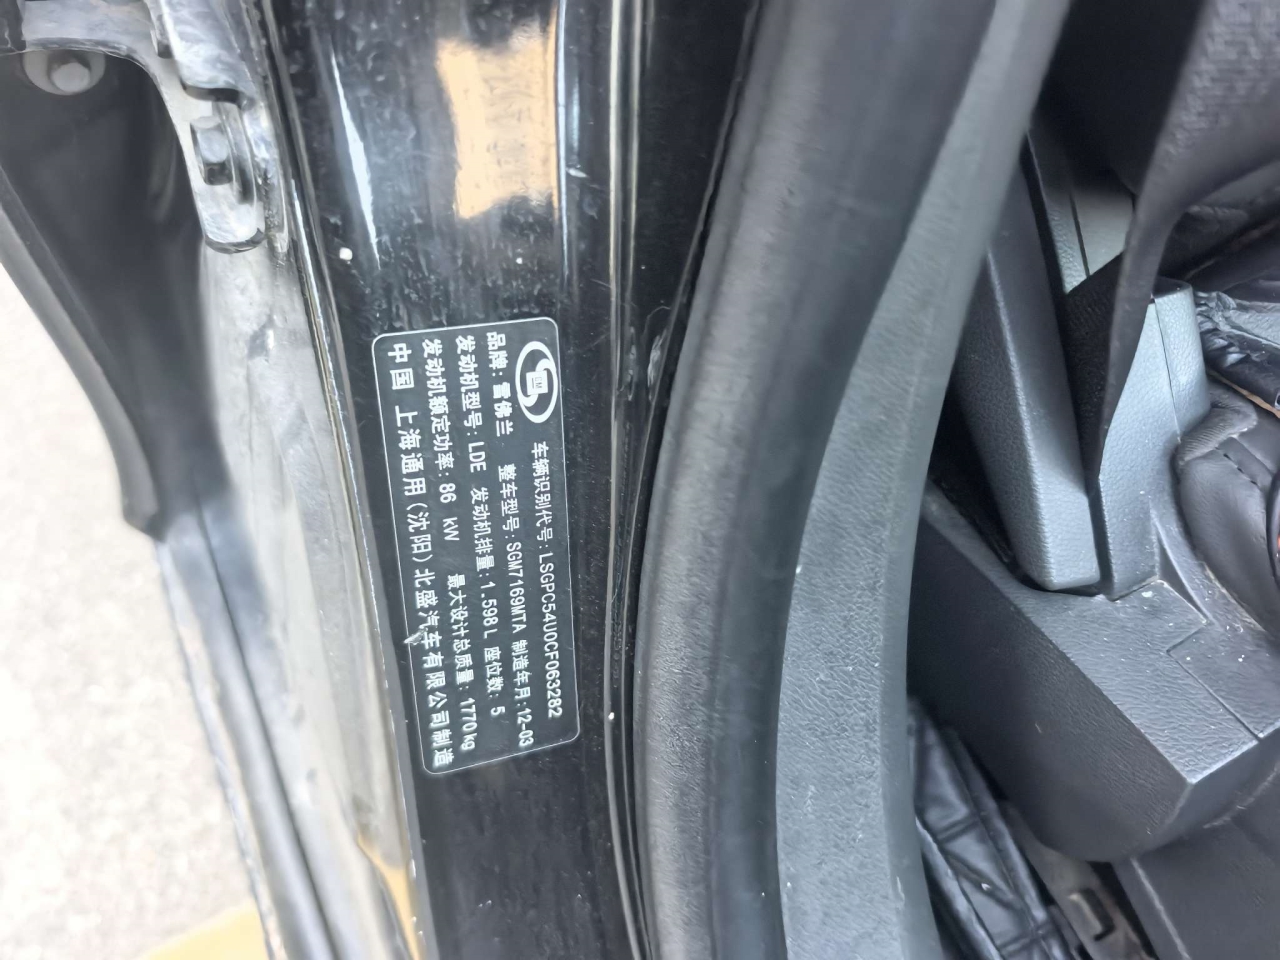 GM
车辆识别代号:LSGPC54U0CF063282
品牌:雪佛兰 整车型号:SGM7169MTA 制造年月:12-03
发动机型号:LDE 发动机排量:1.598L 座位数:5
发动机额定功率:86 kW 最大设计总质量:1770kg
中国 上海通用(沈阳)北盛汽车有限公司制造